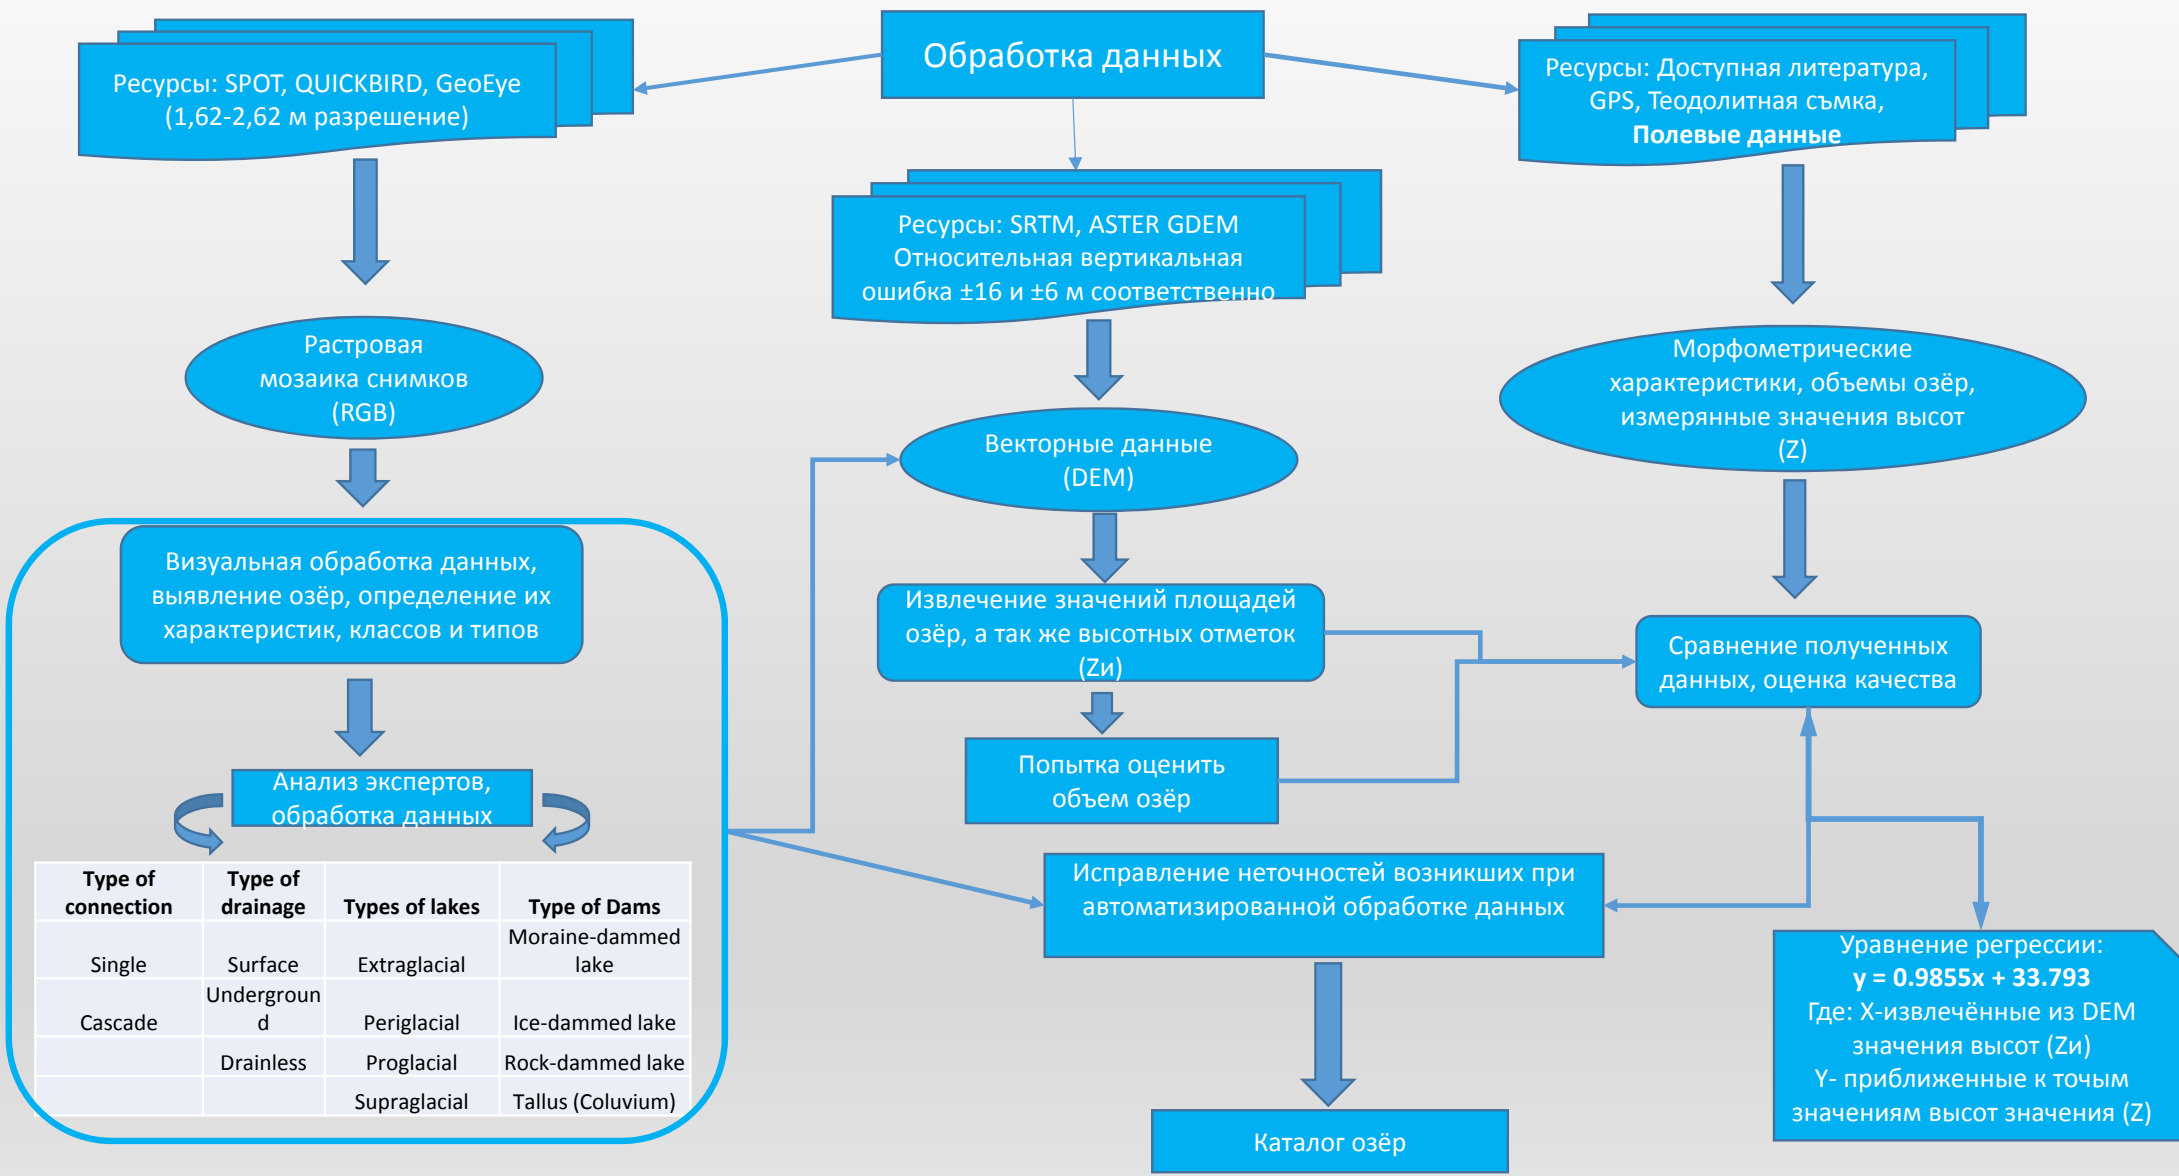 Обработка данных
Ресурсы: SPOT, QUICKBIRD, GeoEye
(1,62-2,62 м разрешение)
Ресурсы: SRTM, ASTER GDEM
Относительная вертикальная
ошибка ±16 и ±6 м соответственно
Ресурсы: Доступная литература,
GPS, Теодолитная съмка,
Полевые данные
Растровая
мозаика снимков
(RGB)
Векторные данные
(DEM)
Морфометрические
характеристики, объемы озёр,
измерянные значения высот
(Z)
Визуальная обработка данных,
выявление озёр, определение их
характеристик, классов и типов
Извлечение значений площадей
озёр, а так же высотных отметок
(Zи)
Сравнение полученных
данных, оценка качества
Анализ экспертов,
обработка данных
Попытка оценить
объем озёр
Type of
connection
Type of
drainage
Types of lakes
Type of Dams
Single
Surface
Extraglacial
Moraine-dammed
lake
Cascade
Undergroun
d
Periglacial
Ice-dammed lake
Drainless
Proglacial
Rock-dammed lake
Supraglacial
Tallus (Coluvium)
Исправление неточностей возникших при
автоматизированной обработке данных
Уравнение регрессии:
y = 0.9855x + 33.793
Где: X-извлечённые из DEM
значения высот (Zи)
Y- приближенные к точым
значениям высот значения (Z)
Каталог озёр